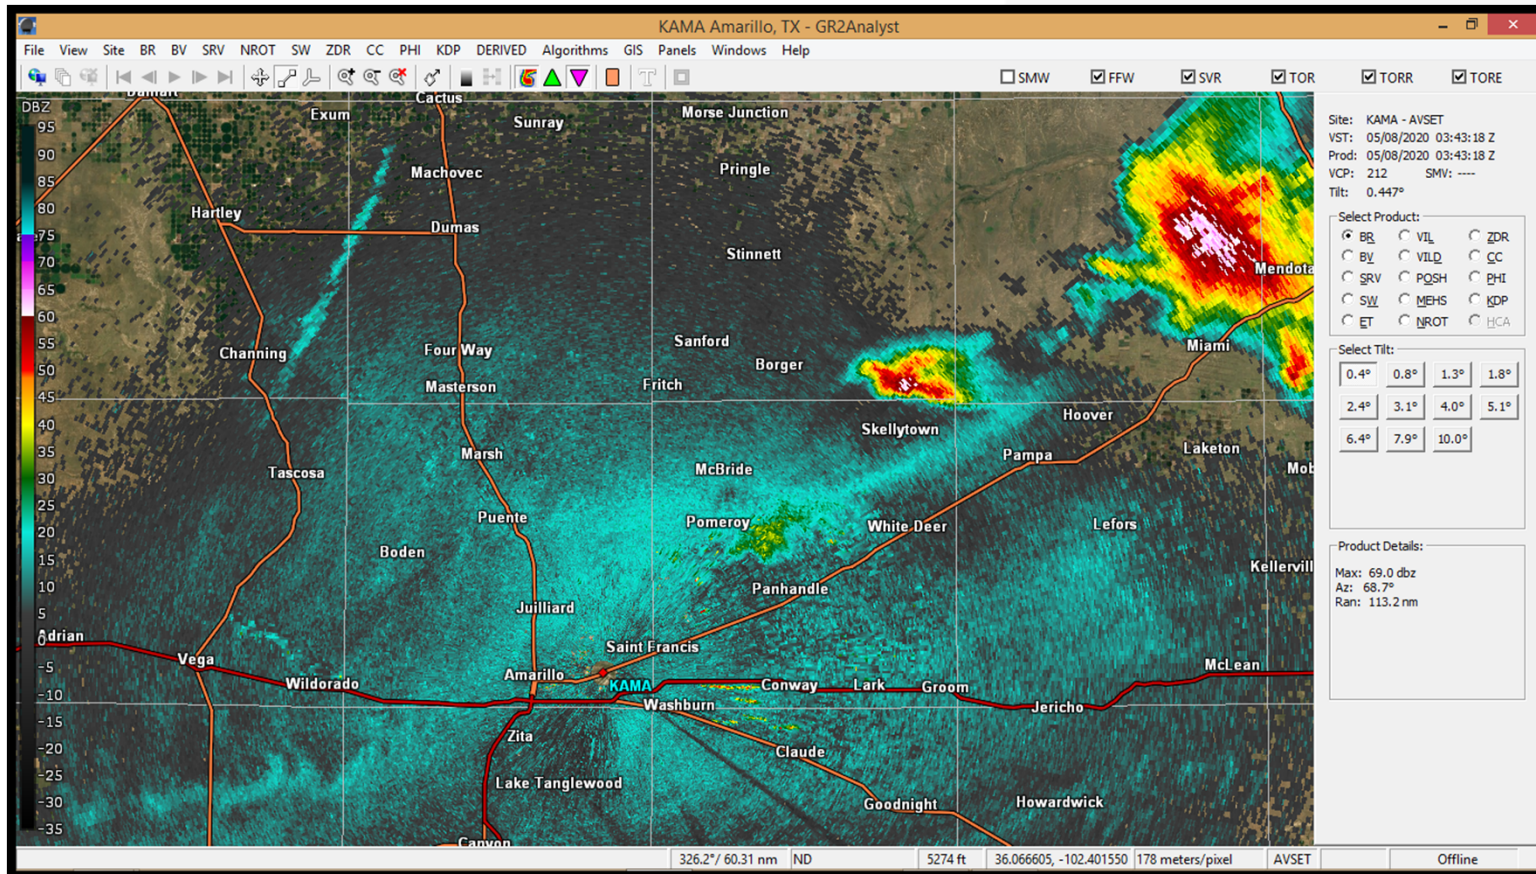 KAMA Amarillo, TX - GR2Analyst
File View Site BR BV SRV NROT SW ZDR CC PHI KDP DERIVED Algorithms GIS Panels Windows Help
SMW FFW SVR TOR TORR TORE
DBZ
95
90
85
80
75
70
65
60
55
50
45
40
35
30
25
20
15
10
5
0
-5
-10
-15
-20
-25
-30
-35
Dalhart
Cactus
Exum
Sunray
Morse Junction
Machovec
Pringle
Hartley
Dumas
Stinnett
Mendota
Sanford
Miami
Channing
Four Way
Borger
Masterson
Fritch
Hoover
Skellytown
Laketon
Marsh
Pampa
Tascosa
McBride
Mob
Puente
Pomeroy
White Deer
Lefors
Boden
Kellervill
Panhandle
Juilliard
Adrian
Saint Francis
Vega
McLean
Amarillo
KAMA
Conway
Lark
Groom
Wildorado
Washburn
Jericho
Zita
Claude
Lake Tanglewood
Goodnight
Howardwick
Canyon
Site: KAMA - AVSET
VST: 05/08/2020 03:43:18 Z
Prod: 05/08/2020 03:43:18 Z
VCP: 212 SMV: ----
Tilt: 0.447°
Select Product:
BR VIL ZDR
BV VILD CC
SRV POSH PHI
SW MEHS KDP
ET NROT HCA
Select Tilt:
0.4° 0.8° 1.3° 1.8°
2.4° 3.1° 4.0° 5.1°
6.4° 7.9° 10.0°
Product Details:
Max: 69.0 dbz
Az: 68.7°
Ran: 113.2 nm
326.2°/ 60.31 nm ND 5274 ft 36.066605, -102.401550 178 meters/pixel AVSET Offline